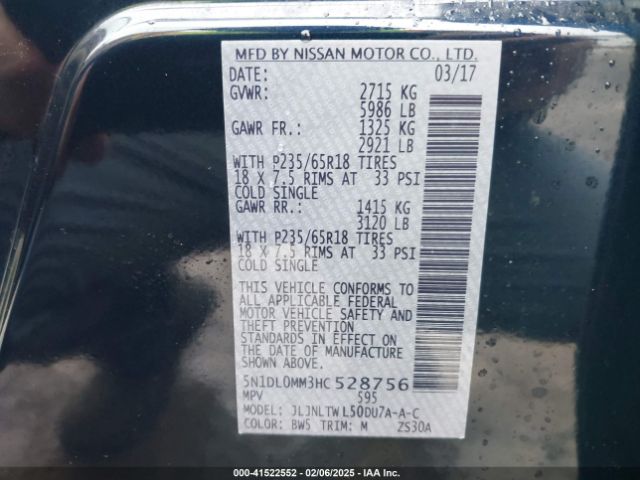 MFD BY NISSAN MOTOR CO., LTD.
DATE: 03/17
GVWR: 2715 KG
5986 LB
GAWR FR.: 1325 KG
2921 LB
WITH P235/65R18 TIRES
18 X 7.5 RIMS AT 33 PSI
COLD SINGLE
GAWR RR.: 1415 KG
3120 LB
WITH P235/65R18 TIRES
18 X 7.5 RIMS AT 33 PSI
COLD SINGLE
THIS VEHICLE CONFORMS TO
ALL APPLICABLE FEDERAL
MOTOR VEHICLE SAFETY AND
THEFT PREVENTION
STANDARDS IN EFFECT ON
THE DATE OF MANUFACTURE
SHOWN ABOVE.
5N1DL0MM3HC528756
MPV 595
MODEL: JLJNLTWL50DU7A-A-C
COLOR: BW5 TRIM: M ZS30A
000-41522552 - 02/06/2025 - IAA Inc.